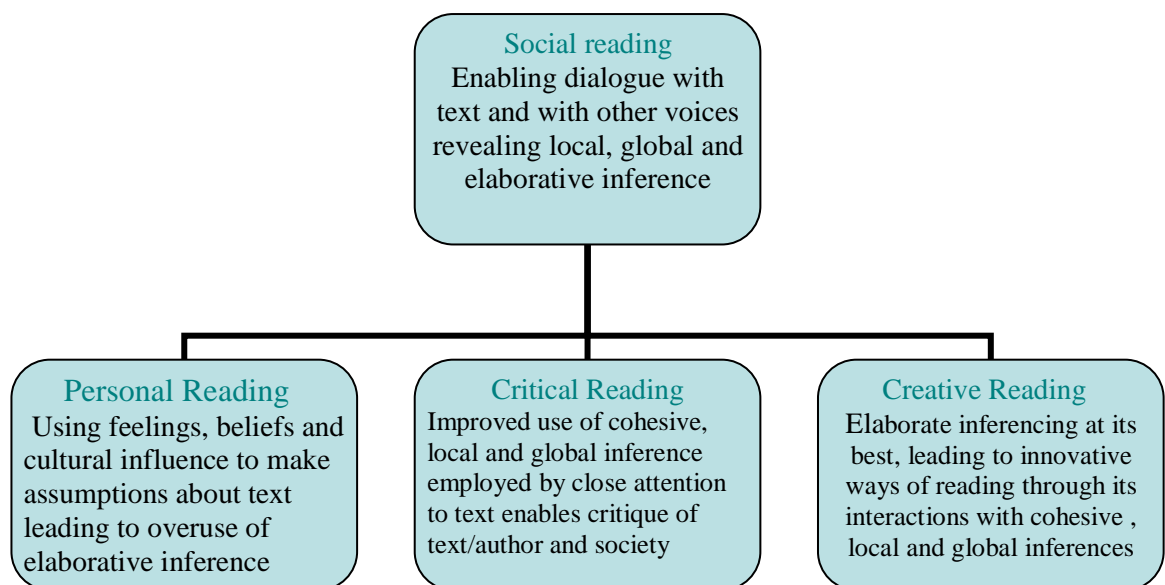 Social reading
Enabling dialogue with
text and with other voices
revealing local, global and
elaborative inference
Personal Reading
Using feelings, beliefs and
cultural influence to make
assumptions about text
leading to overuse of
elaborative inference
Critical Reading
Improved use of cohesive,
local and global inference
employed by close attention
to text enables critique of
text/author and society
Creative Reading
Elaborate inferencing at its
best, leading to innovative
ways of reading through its
interactions with cohesive ,
local and global inferences